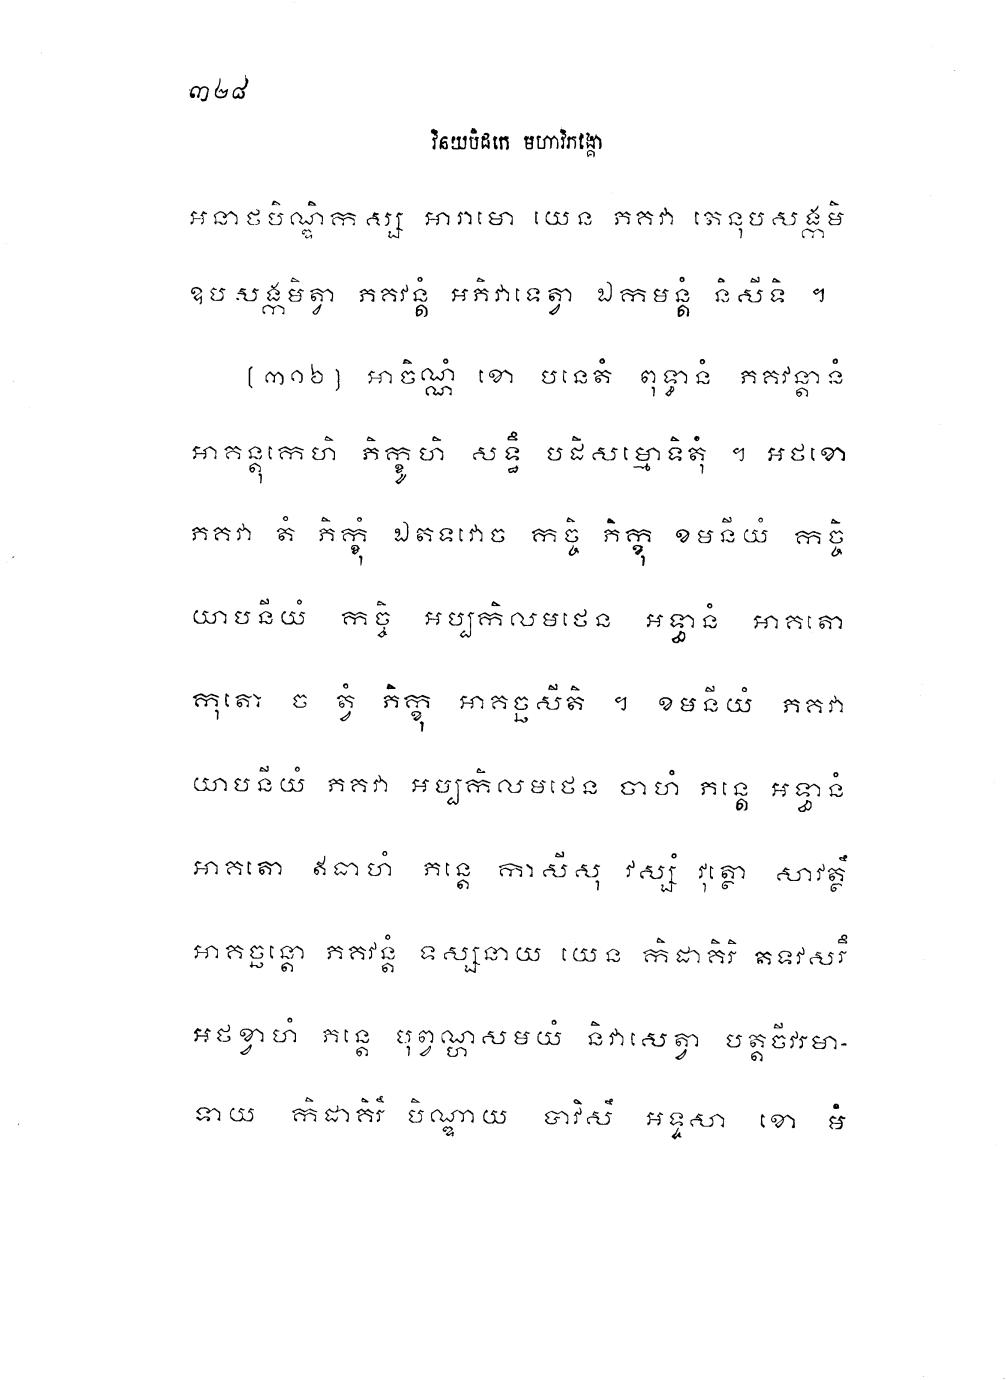 ៣២៨
វិនយបិដកេ មហាវិភង្គោ
អនាថបិណ្ឌិកស្ស អារាមោ យេន ភគវា តេនុបសង្កមិ
ឧបសង្កមិត្វា ភគវន្តំ អភិវាទេត្វា ឯកមន្តំ និសីទិ ។
[៣១៦] អាចិណ្ណំ ខោ បនេតំ ពុទ្ធានំ ភគវន្តានំ
អាគន្តុកេហិ ភិក្ខូហិ សទ្ធឹ បដិសម្មោទិតុំ ។ អថខោ
ភគវា តំ ភិក្ខុំ ឯតទវោច កច្ចិ ភិក្ខុ ខមនីយំ កច្ចិ
យាបនីយំ កច្ចិ អប្បកិលមថេន អទ្ធានំ អាគតោ
កុតោ ច ត្វំ ភិក្ខុ អាគច្ឆសីតិ ។ ខមនីយំ ភគវា
យាបនីយំ ភគវា អប្បកិលមថេន ចាហំ ភន្តេ អទ្ធានំ
អាគតោ ឥធាហំ ភន្តេ កាសីសុ វស្សំ វុត្ថោ សាវត្ថឹ
អាគច្ឆន្តោ ភគវន្តំ ទស្សនាយ យេន កិដាគិរិ តទវសរឹ
អថខ្វាហំ ភន្តេ បុព្វណ្ហសមយំ និវាសេត្វា បត្តចីវរមា-
ទាយ កិដាគិរឹ បិណ្ឌាយ បាវិសឹ អទ្ទសា ខោ មំ